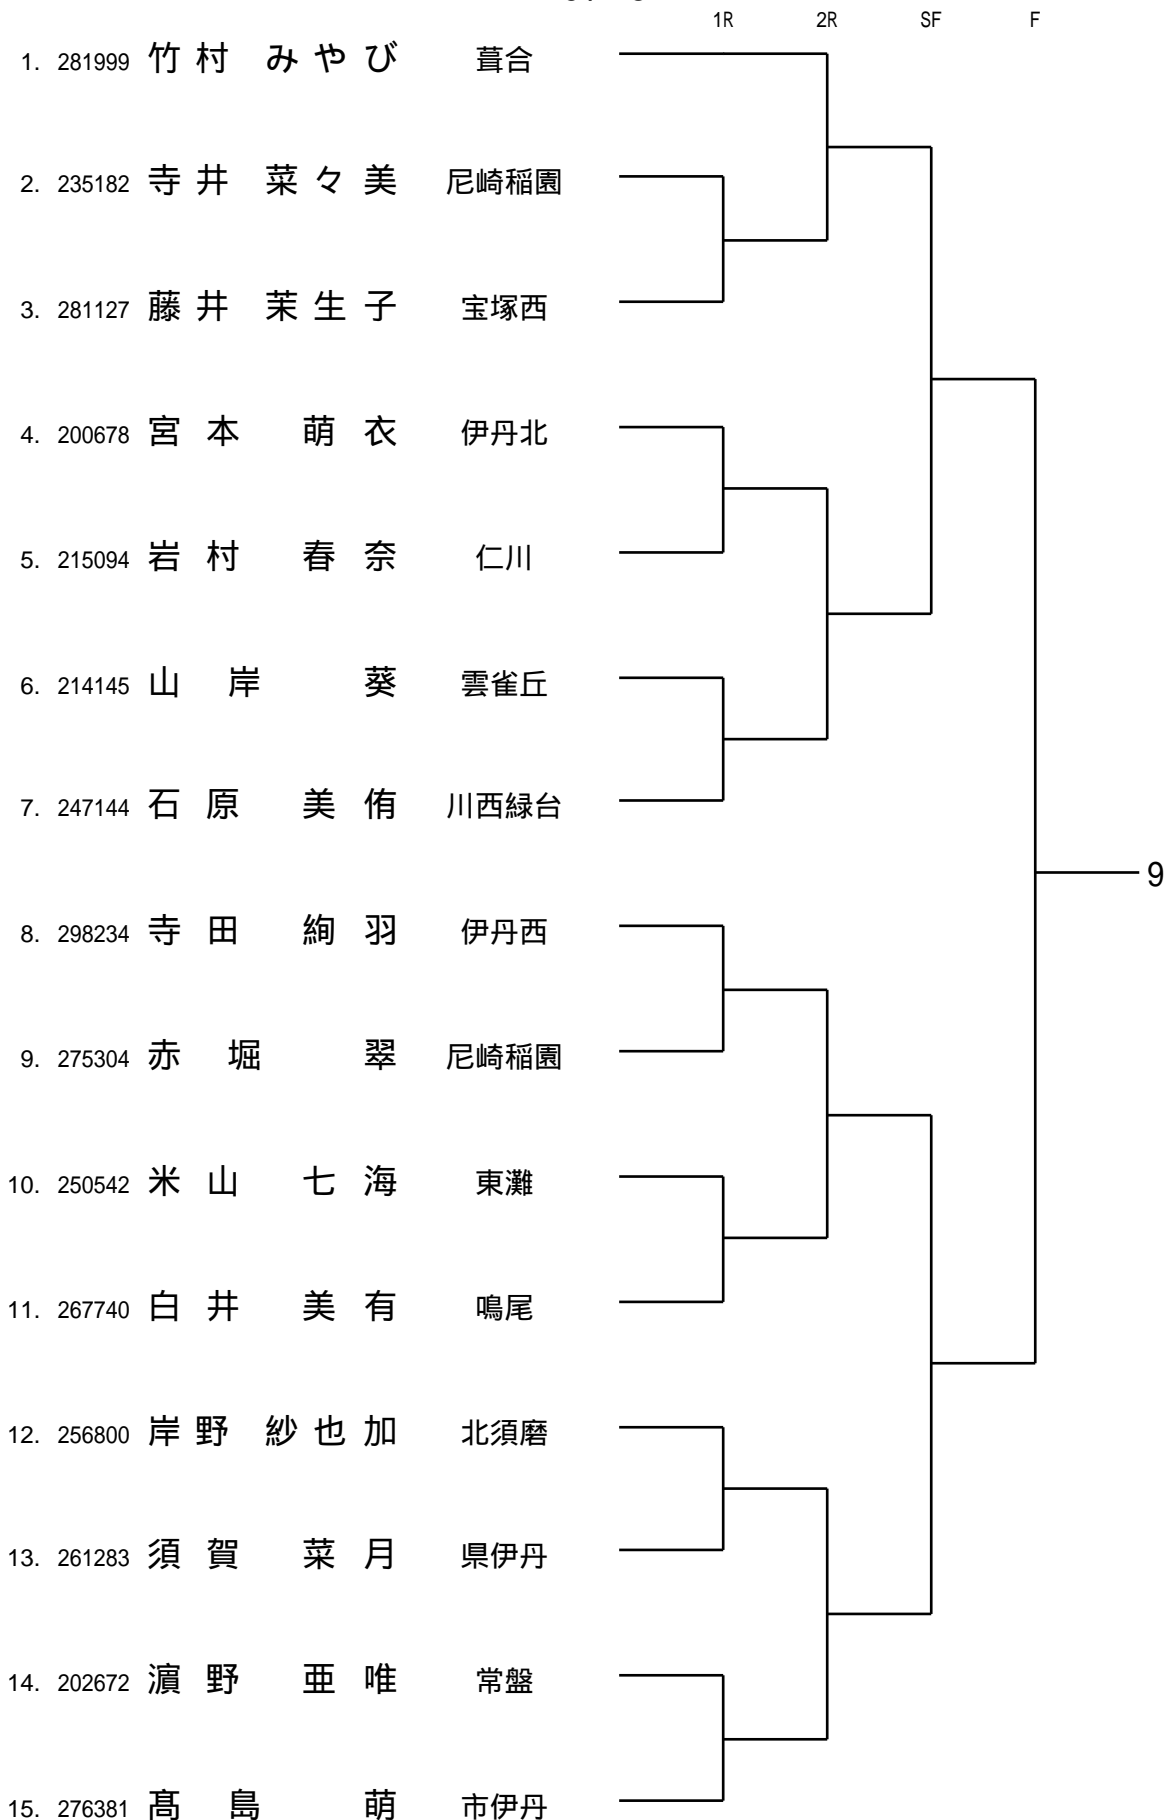 1R 2R SF F
1. 281999 竹村 みやび 葺合
2. 235182 寺井 菜々美 尼崎稲園
3. 281127 藤井 茉生子 宝塚西
4. 200678 宮本 萌衣 伊丹北
5. 215094 岩村 春奈 仁川
6. 214145 山岸 葵 雲雀丘
7. 247144 石原 美侑 川西緑台
9
8. 298234 寺田 絢羽 伊丹西
9. 275304 赤堀 翠 尼崎稲園
10. 250542 米山 七海 東灘
11. 267740 白井 美有 鳴尾
12. 256800 岸野 紗也加 北須磨
13. 261283 須賀 菜月 県伊丹
14. 202672 濵野 亜唯 常盤
15. 276381 髙島 萌 市伊丹